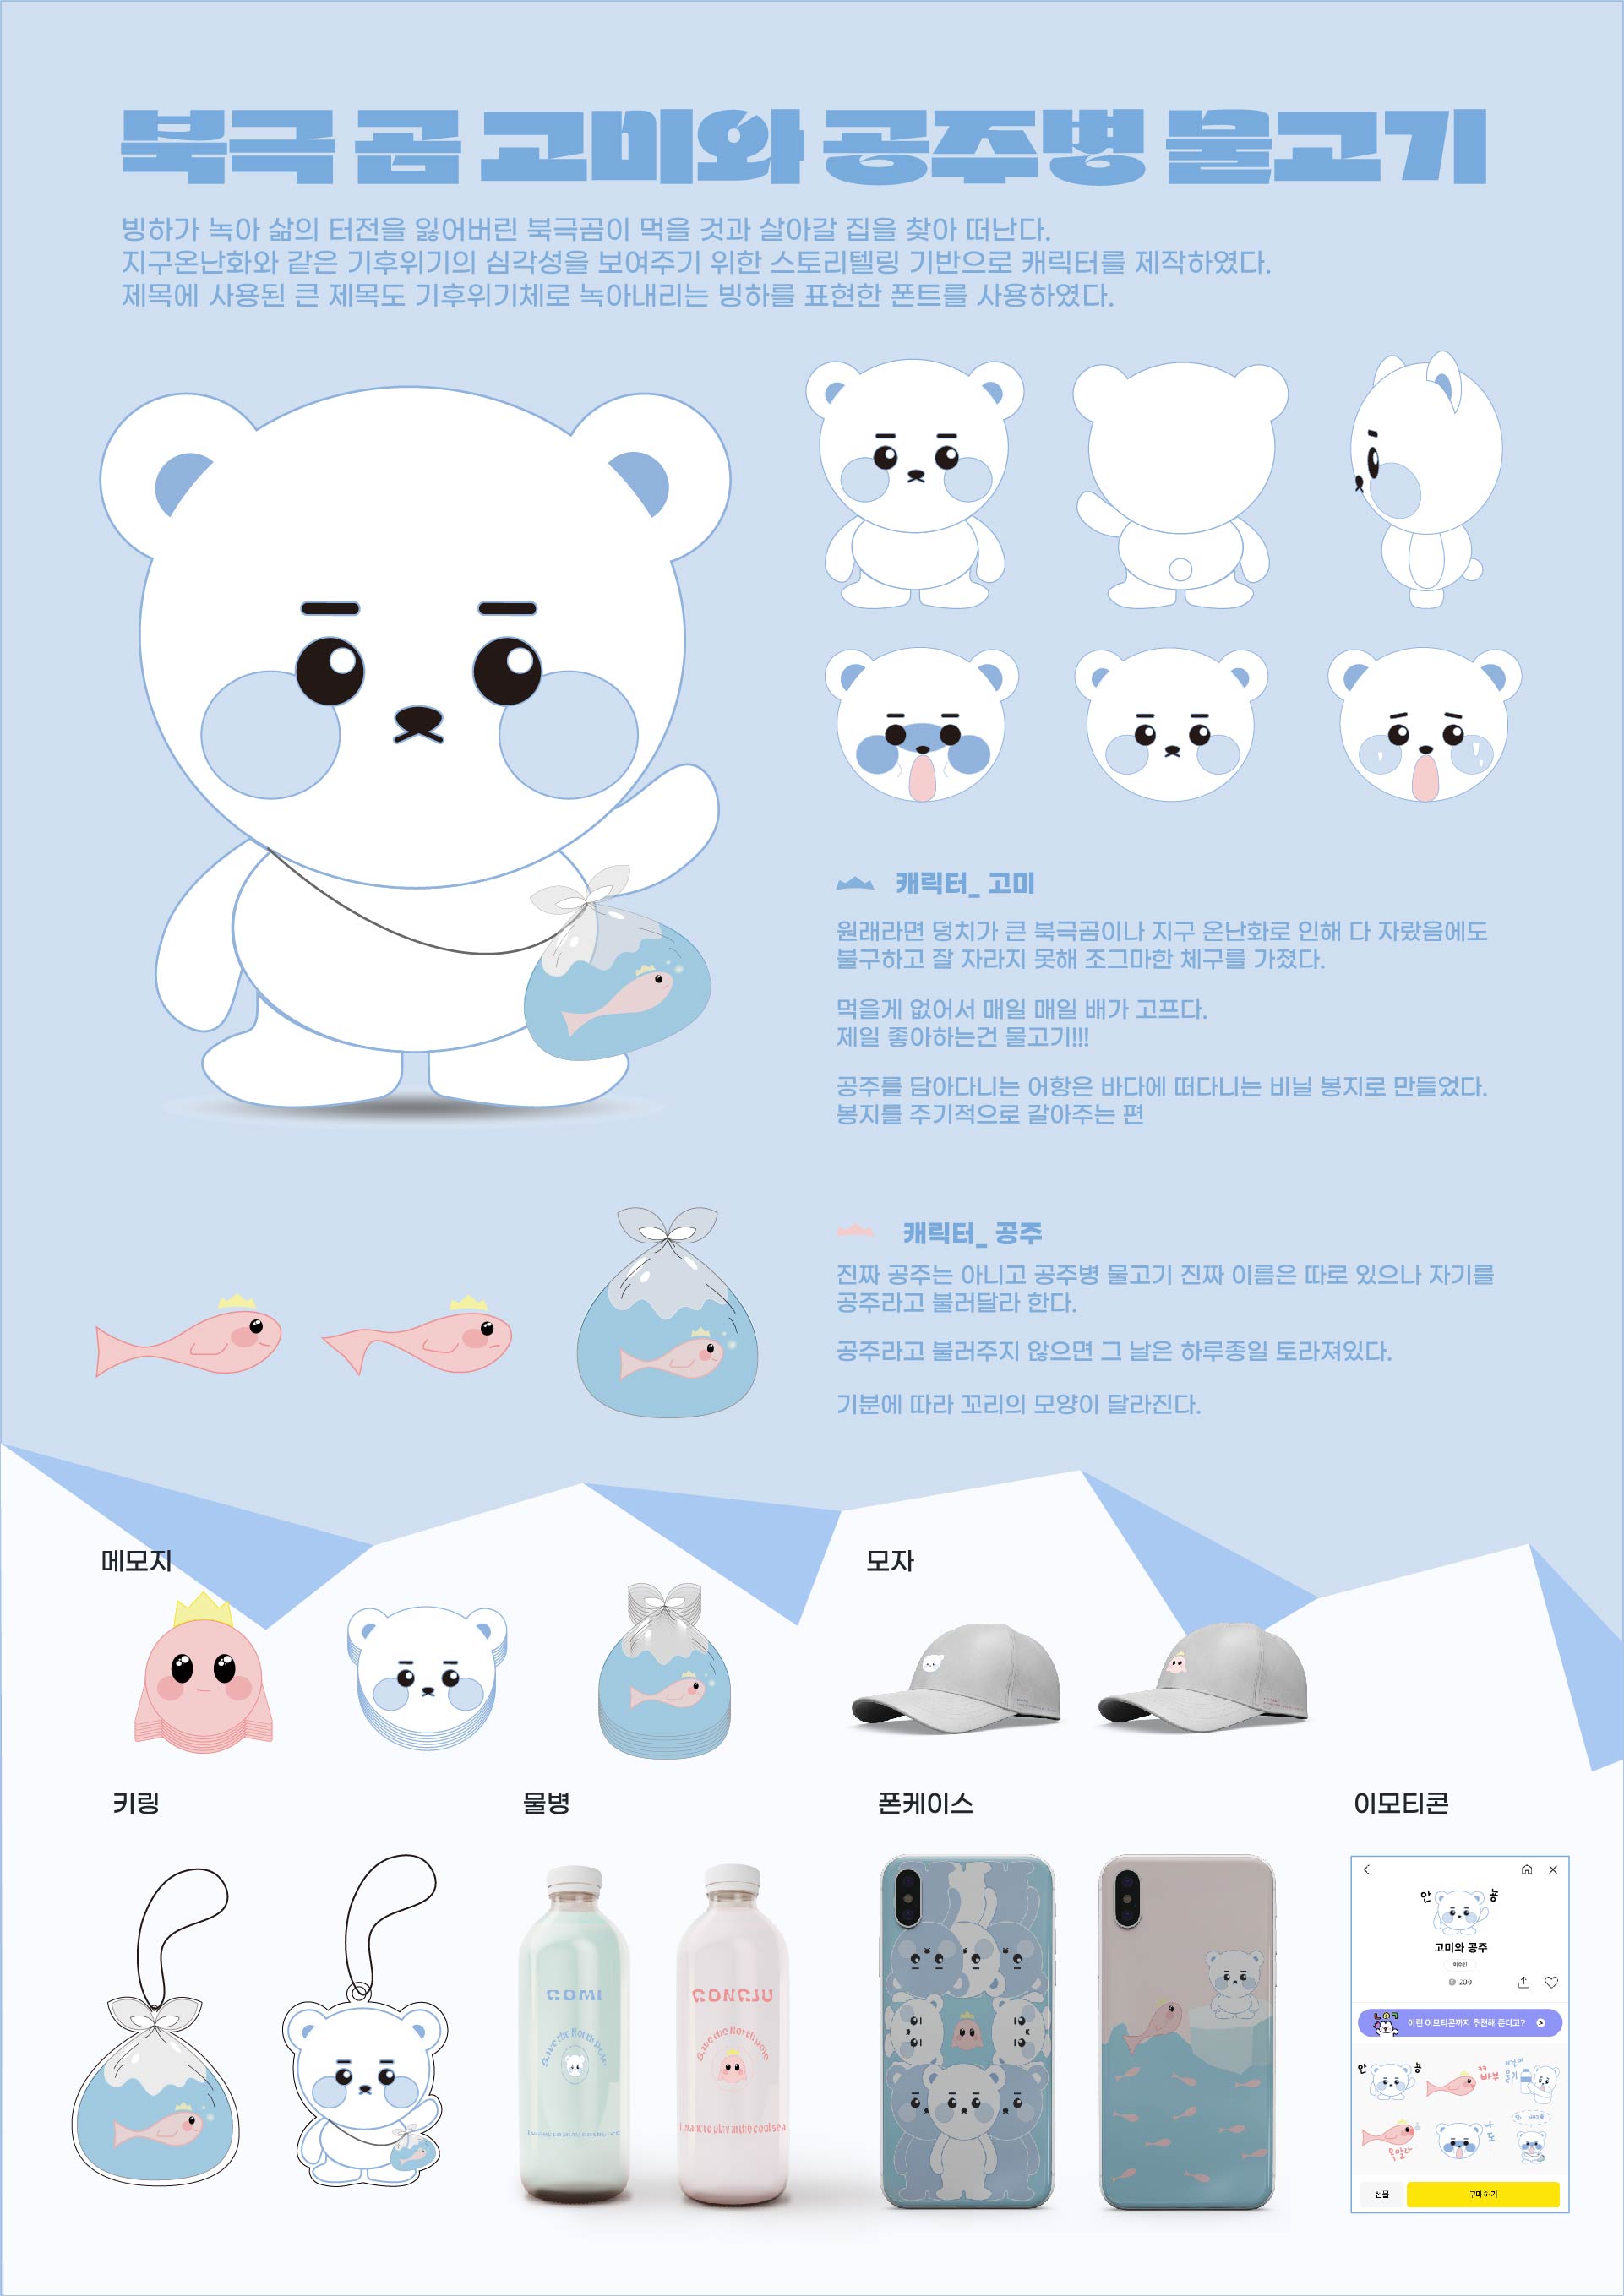 북극 곰 고미와 공주병 물고기
빙하가 녹아 삶의 터전을 잃어버린 북극곰이 먹을 것과 살아갈 집을 찾아 떠난다.
지구온난화와 같은 기후위기의 심각성을 보여주기 위한 스토리텔링 기반으로 캐릭터를 제작하였다.
제목에 사용된 큰 제목도 기후위기체로 녹아내리는 빙하를 표현한 폰트를 사용하였다.
캐릭터_ 고미
원래라면 덩치가 큰 북극곰이나 지구 온난화로 인해 다 자랐음에도
불구하고 잘 자라지 못해 조그마한 체구를 가졌다.
먹을게 없어서 매일 매일 배가 고프다.
제일 좋아하는건 물고기!!!
공주를 담아다니는 어항은 바다에 떠다니는 비닐 봉지로 만들었다.
봉지를 주기적으로 갈아주는 편
캐릭터_ 공주
진짜 공주는 아니고 공주병 물고기 진짜 이름은 따로 있으나 자기를
공주라고 불러달라 한다.
공주라고 불러주지 않으면 그 날은 하루종일 토라져있다.
기분에 따라 꼬리의 모양이 달라진다.
메모지
모자
키링
물병
폰케이스
이모티콘
GOMI
Save the North pole
GONGJU
Save the North pole
I want to play in the cool sea
안 녕
고미와 공주
200
이런 이모티콘까지 추천해 준다고?
안 녕
바부
목말라
선물
구매하기